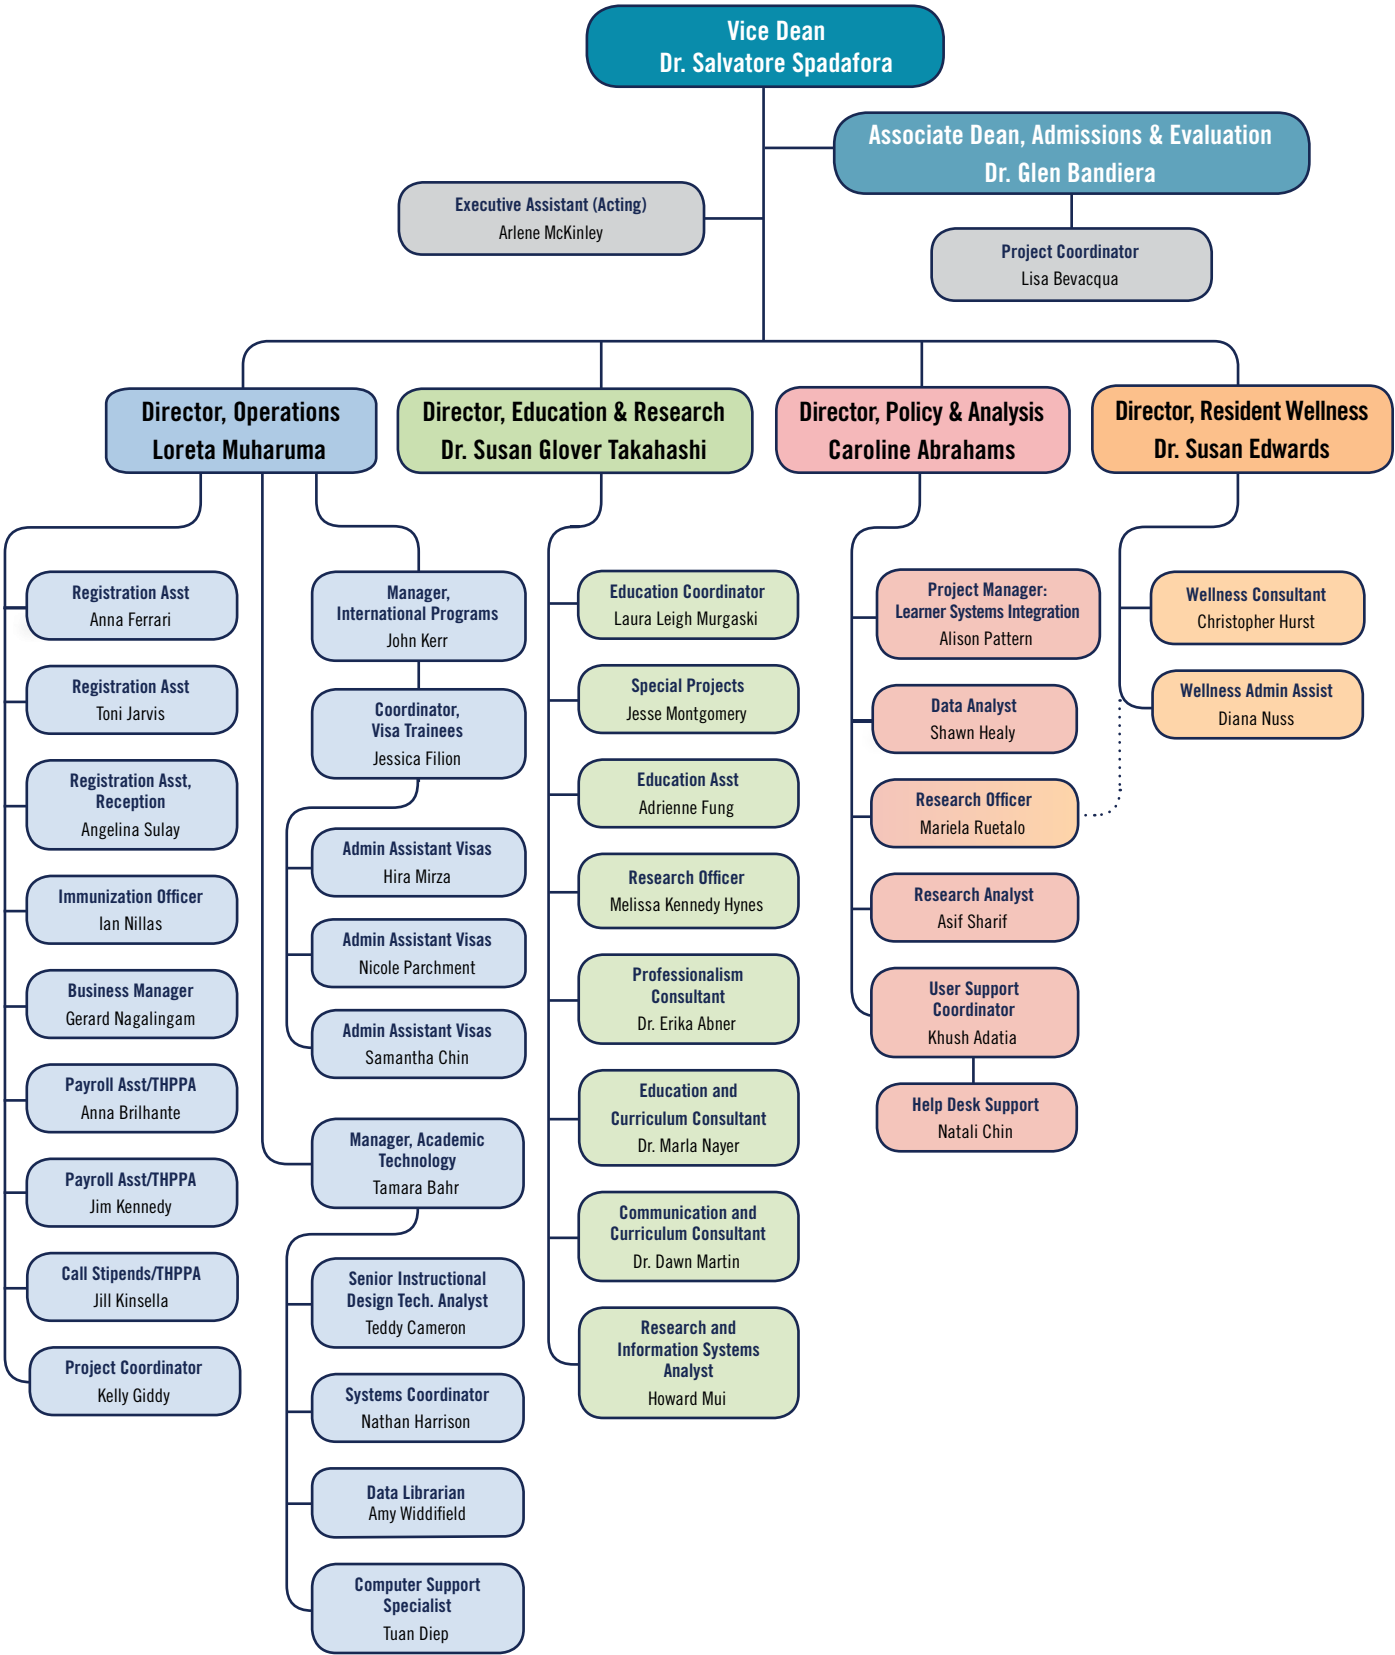 Vice Dean
Dr. Salvatore Spadafora
Associate Dean, Admissions & Evaluation
Dr. Glen Bandiera
Executive Assistant (Acting)
Arlene McKinley
Project Coordinator
Lisa Bevacqua
Director, Operations
Loreta Muharuma
Director, Education & Research
Dr. Susan Glover Takahashi
Director, Policy & Analysis
Caroline Abrahams
Director, Resident Wellness
Dr. Susan Edwards
Registration Asst
Anna Ferrari
Registration Asst
Toni Jarvis
Registration Asst,
Reception
Angelina Sulay
Immunization Officer
Ian Nillas
Business Manager
Gerard Nagalingam
Payroll Asst/THPPA
Anna Brilhante
Payroll Asst/THPPA
Jim Kennedy
Call Stipends/THPPA
Jill Kinsella
Project Coordinator
Kelly Giddy
Manager,
International Programs
John Kerr
Coordinator,
Visa Trainees
Jessica Filion
Admin Assistant Visas
Hira Mirza
Admin Assistant Visas
Nicole Parchment
Admin Assistant Visas
Samantha Chin
Manager, Academic
Technology
Tamara Bahr
Senior Instructional
Design Tech. Analyst
Teddy Cameron
Systems Coordinator
Nathan Harrison
Data Librarian
Amy Widdifield
Computer Support
Specialist
Tuan Diep
Education Coordinator
Laura Leigh Murgaski
Special Projects
Jesse Montgomery
Education Asst
Adrienne Fung
Research Officer
Melissa Kennedy Hynes
Professionalism
Consultant
Dr. Erika Abner
Education and
Curriculum Consultant
Dr. Marla Nayer
Communication and
Curriculum Consultant
Dr. Dawn Martin
Research and
Information Systems
Analyst
Howard Mui
Project Manager:
Learner Systems Integration
Alison Pattern
Data Analyst
Shawn Healy
Research Officer
Mariela Ruetalo
Research Analyst
Asif Sharif
User Support
Coordinator
Khush Adatia
Help Desk Support
Natali Chin
Wellness Consultant
Christopher Hurst
Wellness Admin Assist
Diana Nuss